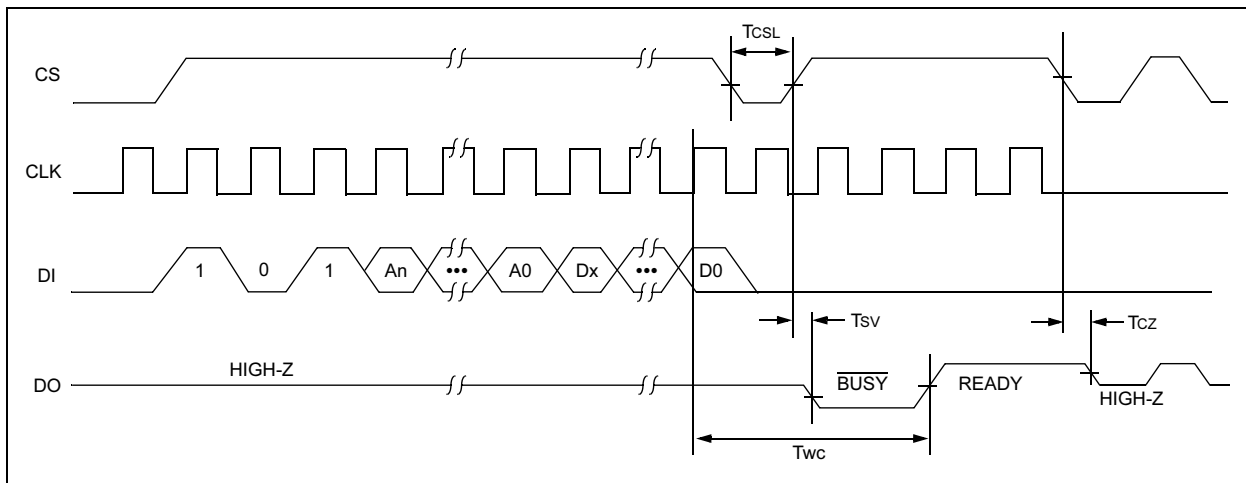 TCSL
CS
CLK
DI
1 0 1 An ••• A0 Dx ••• D0
TSV
TCZ
DO
HIGH-Z
BUSY
READY
HIGH-Z
TWC